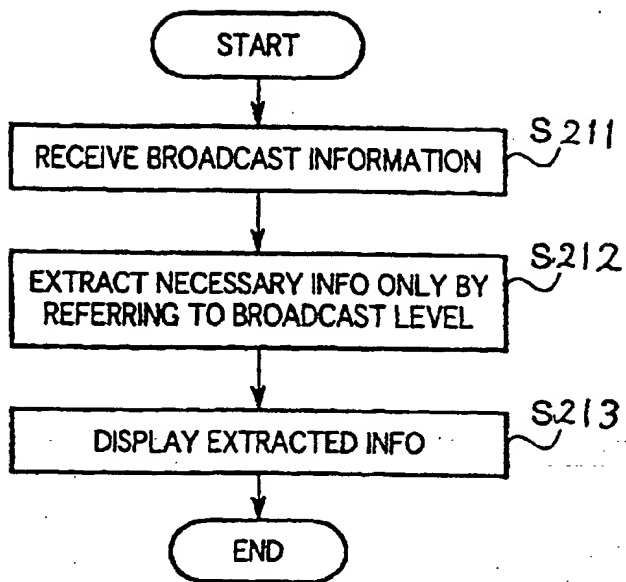 START
RECEIVE BROADCAST INFORMATION
S211
EXTRACT NECESSARY INFO ONLY BY
REFERRING TO BROADCAST LEVEL
S212
DISPLAY EXTRACTED INFO
S213
END